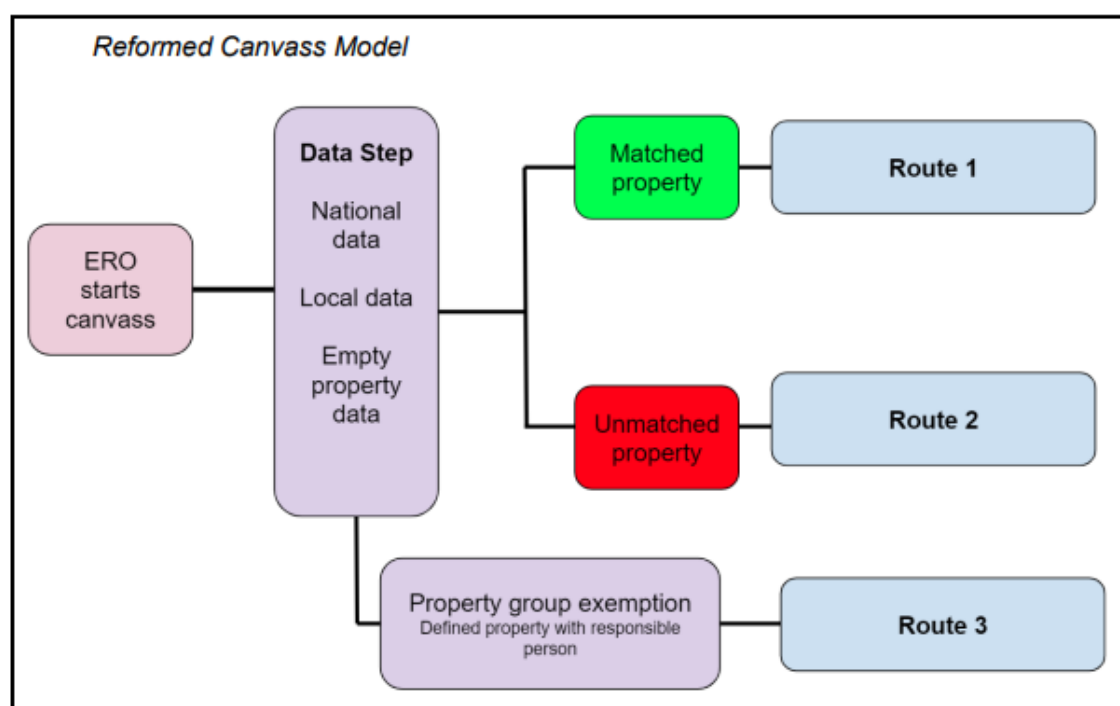 Reformed Canvass Model
ERO
starts
canvass
Data Step
National
data
Local data
Empty
property
data
Matched
property
Route 1
Unmatched
property
Route 2
Property group exemption
Defined property with responsible
person
Route 3